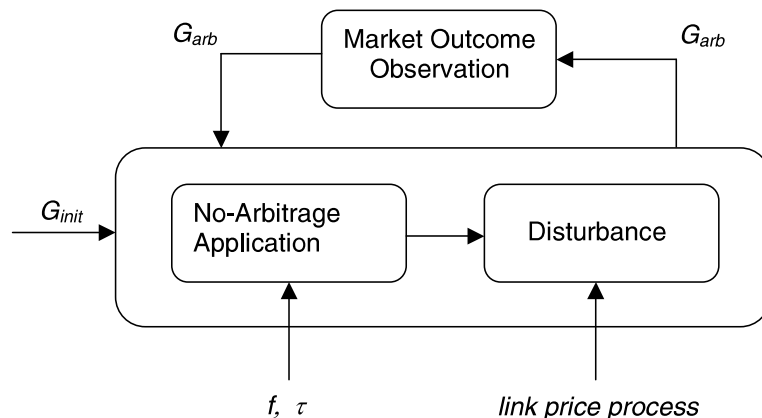 G_arb
Market Outcome
Observation
G_arb
G_init
No-Arbitrage
Application
Disturbance
f, τ
link price process